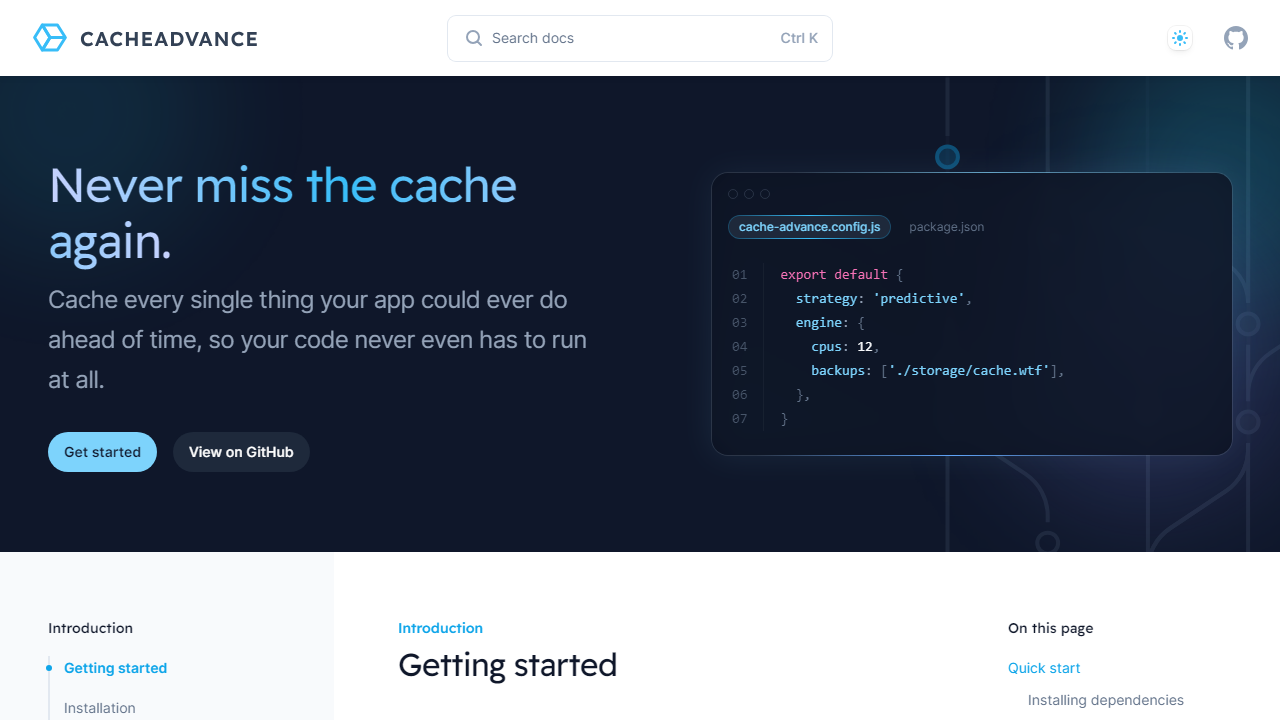 CACHEADVANCE
Search docs
Ctrl K
Never miss the cache
again.
Cache every single thing your app could ever do
ahead of time, so your code never even has to run
at all.
Get started
View on GitHub
cache-advance.config.js
package.json
01 export default {
02 strategy: 'predictive',
03 engine: {
04 cpus: 12,
05 backups: ['./storage/cache.wtf'],
06 },
07 }
Introduction
Getting started
Installation
Introduction
Getting started
On this page
Quick start
Installing dependencies